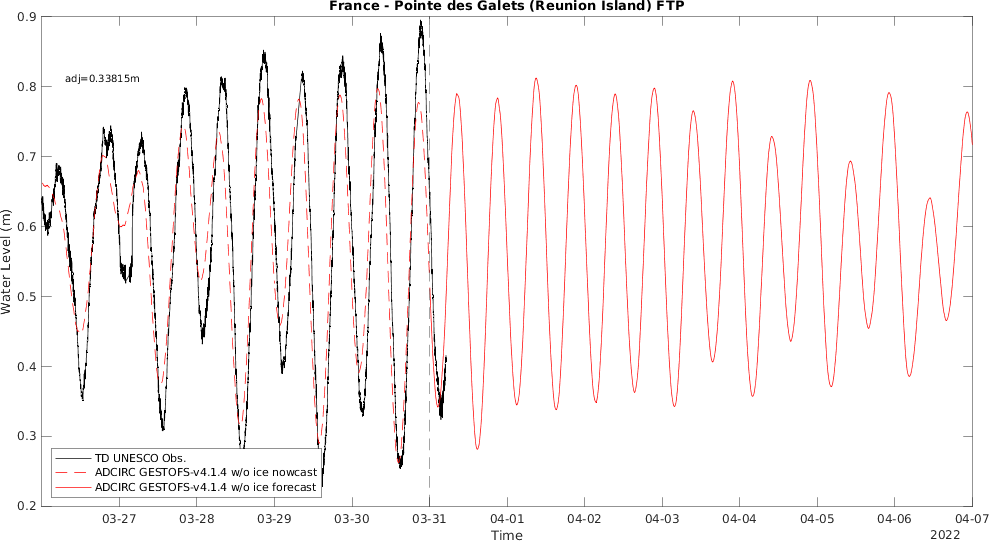 France - Pointe des Galets (Reunion Island) FTP
0.9
0.8
0.7
0.6
0.5
0.4
0.3
0.2
Water Level (m)
adj=0.33815m
TD UNESCO Obs.
ADCIRC GESTOFS-v4.1.4 w/o ice nowcast
ADCIRC GESTOFS-v4.1.4 w/o ice forecast
03-27 03-28 03-29 03-30 03-31 04-01 04-02 04-03 04-04 04-05 04-06 04-07
Time
2022